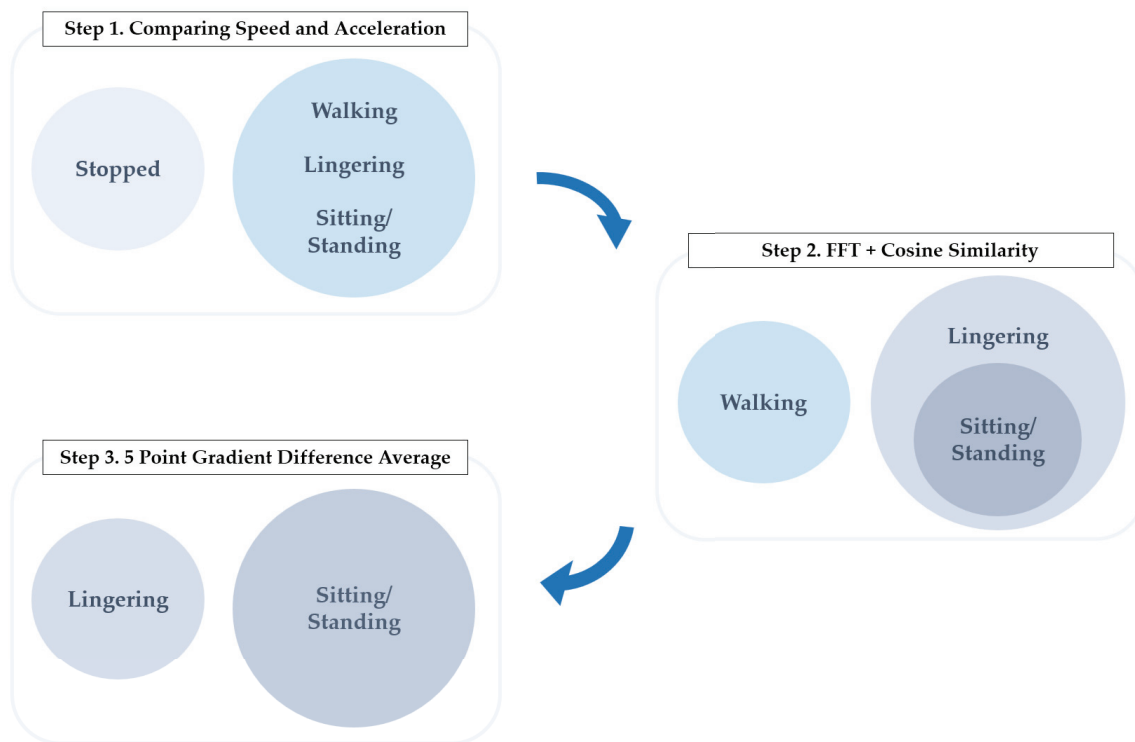 Step 1. Comparing Speed and Acceleration
Stopped
Walking
Lingering
Sitting/
Standing
Step 2. FFT + Cosine Similarity
Walking
Lingering
Sitting/
Standing
Step 3. 5 Point Gradient Difference Average
Lingering
Sitting/
Standing